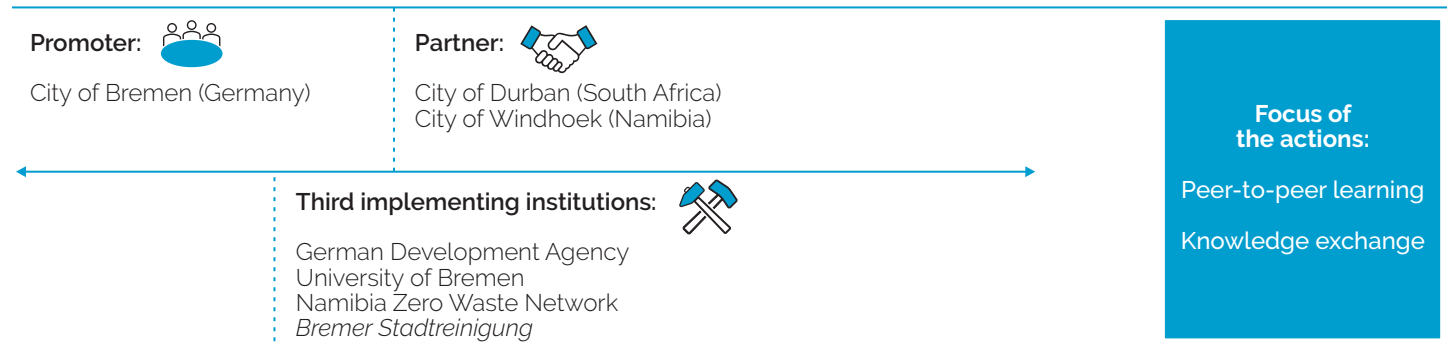 Promoter:
City of Bremen (Germany)
Partner:
City of Durban (South Africa)
City of Windhoek (Namibia)
Third implementing institutions:
German Development Agency
University of Bremen
Namibia Zero Waste Network
Bremer Stadtreinigung
Focus of
the actions:
Peer-to-peer learning
Knowledge exchange